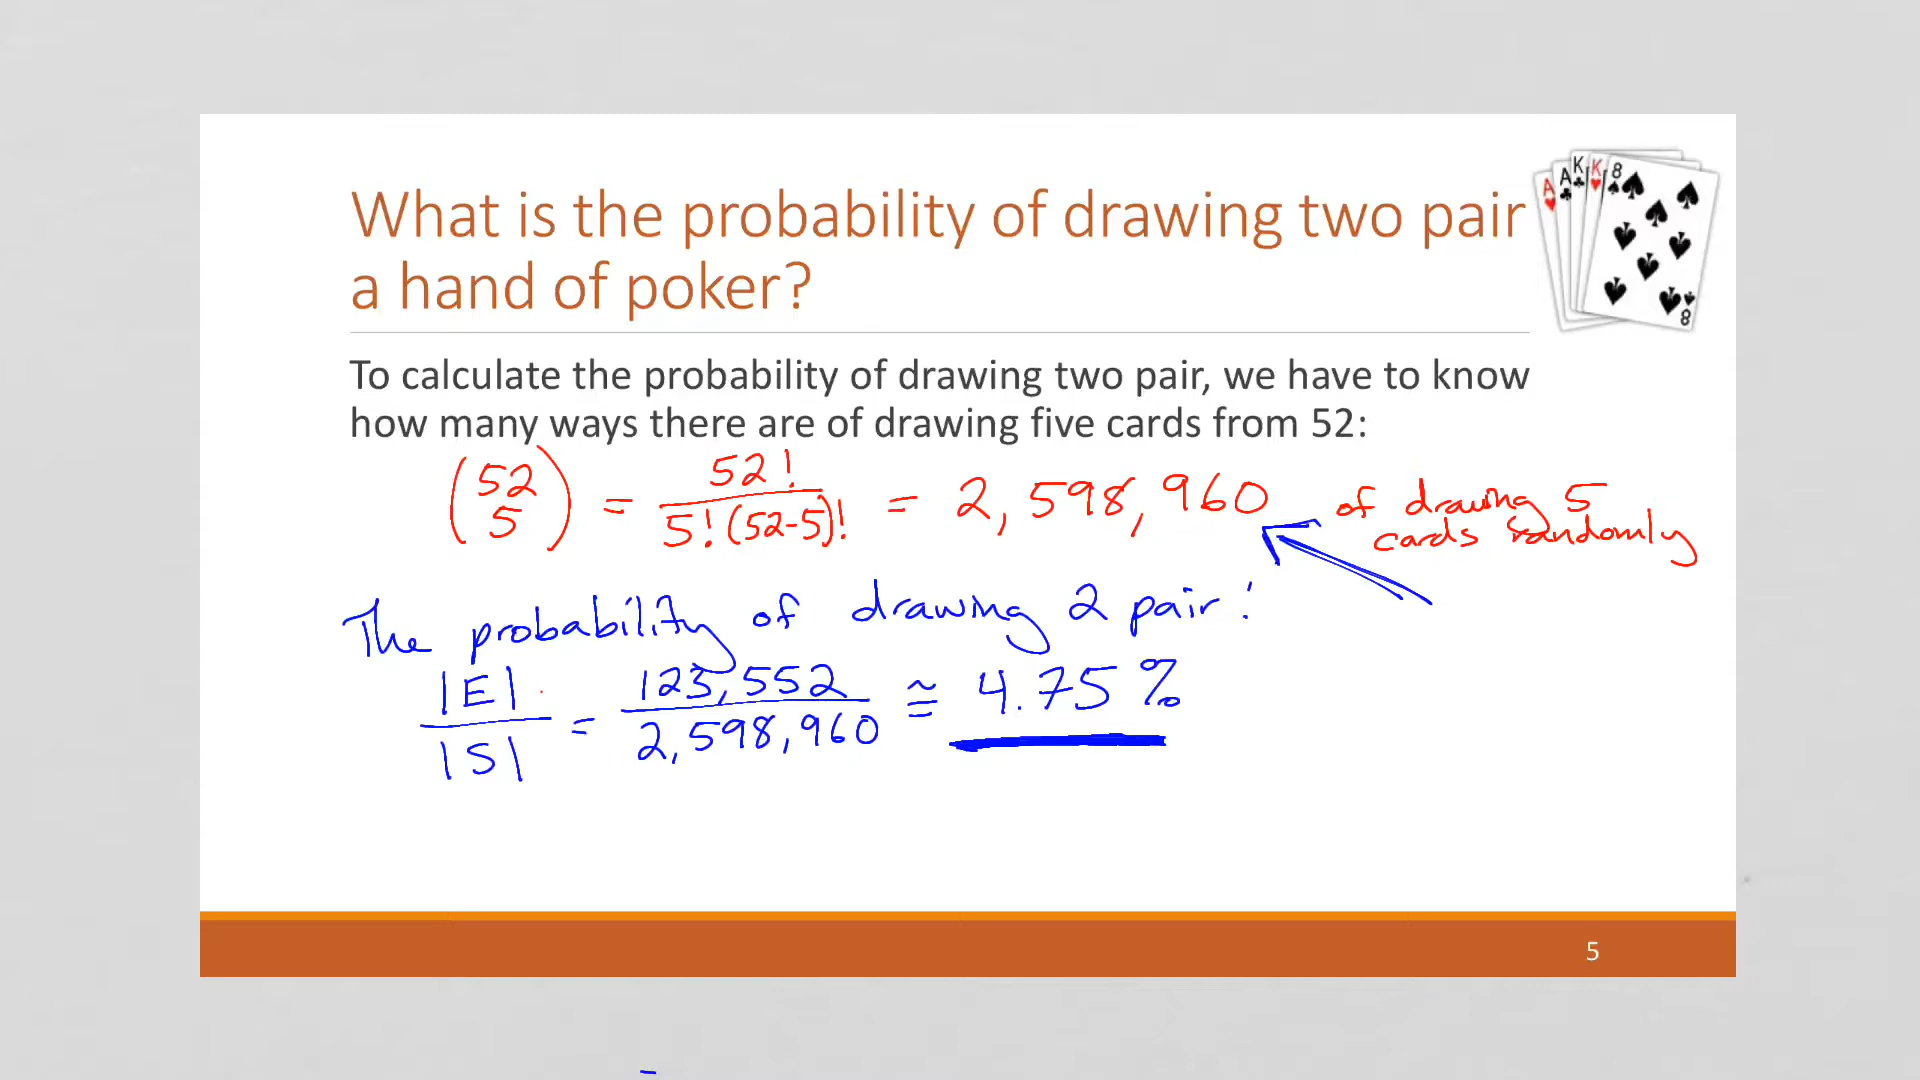 What is the probability of drawing two pair
a hand of poker?
A A K K 8
8
To calculate the probability of drawing two pair, we have to know
how many ways there are of drawing five cards from 52:
(52 5) = 52! / 5!(52-5)! = 2,598,960 of drawing 5
cards randomly
The probability of drawing 2 pair:
|E| / |S| = 123,552 / 2,598,960 ≅ 4.75%
5